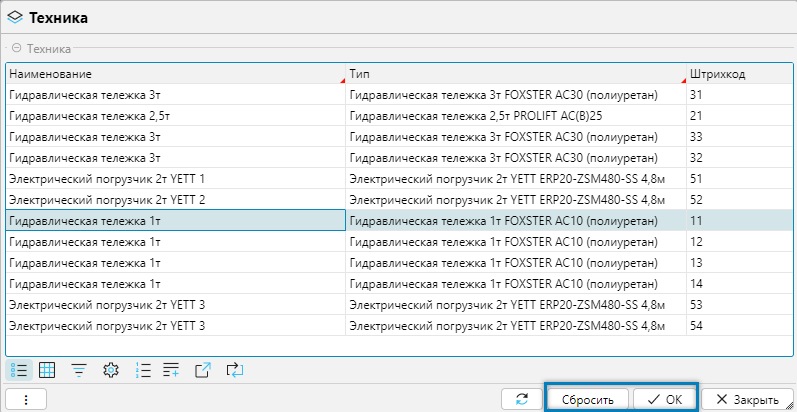 Техника
Техника
Наименование Тип Штрихкод
Гидравлическая тележка 3т Гидравлическая тележка 3т FOXSTER AC30 (полиуретан) 31
Гидравлическая тележка 2,5т Гидравлическая тележка 2,5т PROLIFT AC(B)25 21
Гидравлическая тележка 3т Гидравлическая тележка 3т FOXSTER AC30 (полиуретан) 33
Гидравлическая тележка 3т Гидравлическая тележка 3т FOXSTER AC30 (полиуретан) 32
Электрический погрузчик 2т YETT 1 Электрический погрузчик 2т YETT ERP20-ZSM480-SS 4,8м 51
Электрический погрузчик 2т YETT 2 Электрический погрузчик 2т YETT ERP20-ZSM480-SS 4,8м 52
Гидравлическая тележка 1т Гидравлическая тележка 1т FOXSTER AC10 (полиуретан) 11
Гидравлическая тележка 1т Гидравлическая тележка 1т FOXSTER AC10 (полиуретан) 12
Гидравлическая тележка 1т Гидравлическая тележка 1т FOXSTER AC10 (полиуретан) 13
Гидравлическая тележка 1т Гидравлическая тележка 1т FOXSTER AC10 (полиуретан) 14
Электрический погрузчик 2т YETT 3 Электрический погрузчик 2т YETT ERP20-ZSM480-SS 4,8м 53
Электрический погрузчик 2т YETT 3 Электрический погрузчик 2т YETT ERP20-ZSM480-SS 4,8м 54
Сбросить ОК Закрыть